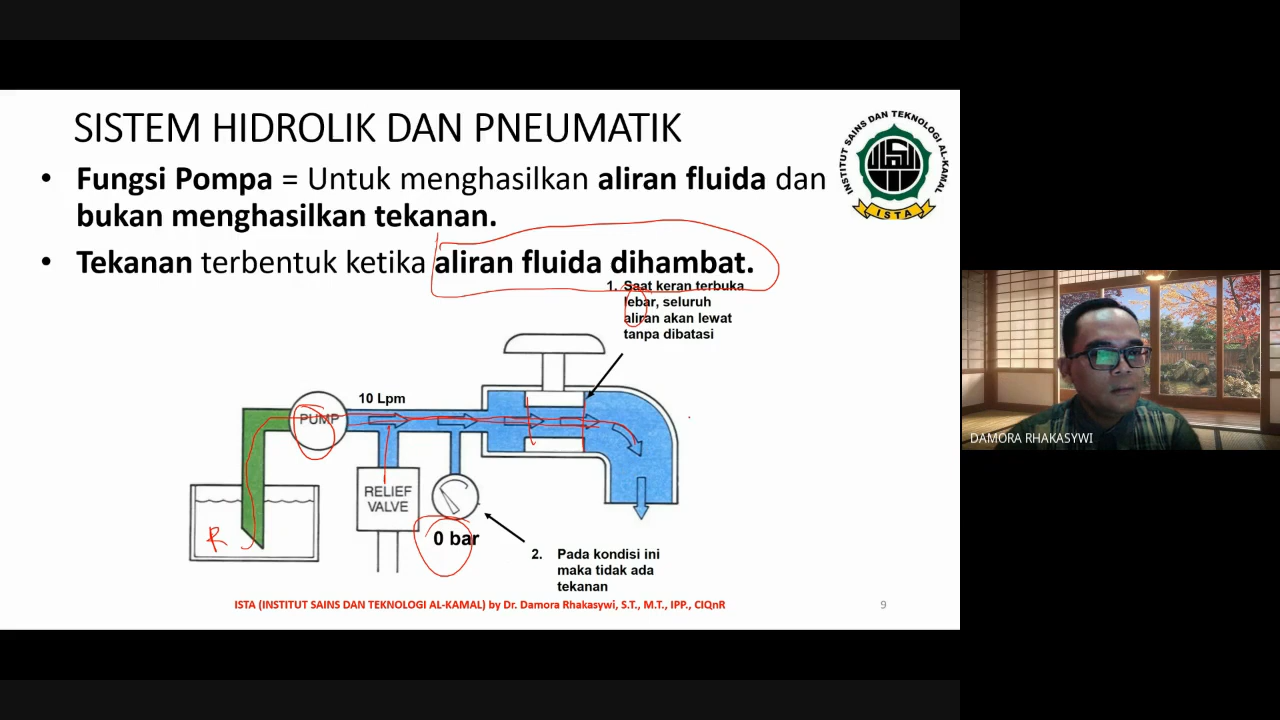 SISTEM HIDROLIK DAN PNEUMATIK
INSTITUT SAINS DAN TEKNOLOGI AL-KAMAL
ISTA
• Fungsi Pompa = Untuk menghasilkan aliran fluida dan
bukan menghasilkan tekanan.
• Tekanan terbentuk ketika aliran fluida dihambat.
1. Saat keran terbuka
lebar, seluruh
aliran akan lewat
tanpa dibatasi
10 Lpm
PUMP
RELIEF
VALVE
R
0 bar
2. Pada kondisi ini
maka tidak ada
tekanan
ISTA (INSTITUT SAINS DAN TEKNOLOGI AL-KAMAL) by Dr. Damora Rhakasywi, S.T., M.T., IPP., CIQnR
9
DAMORA RHAKASYWI